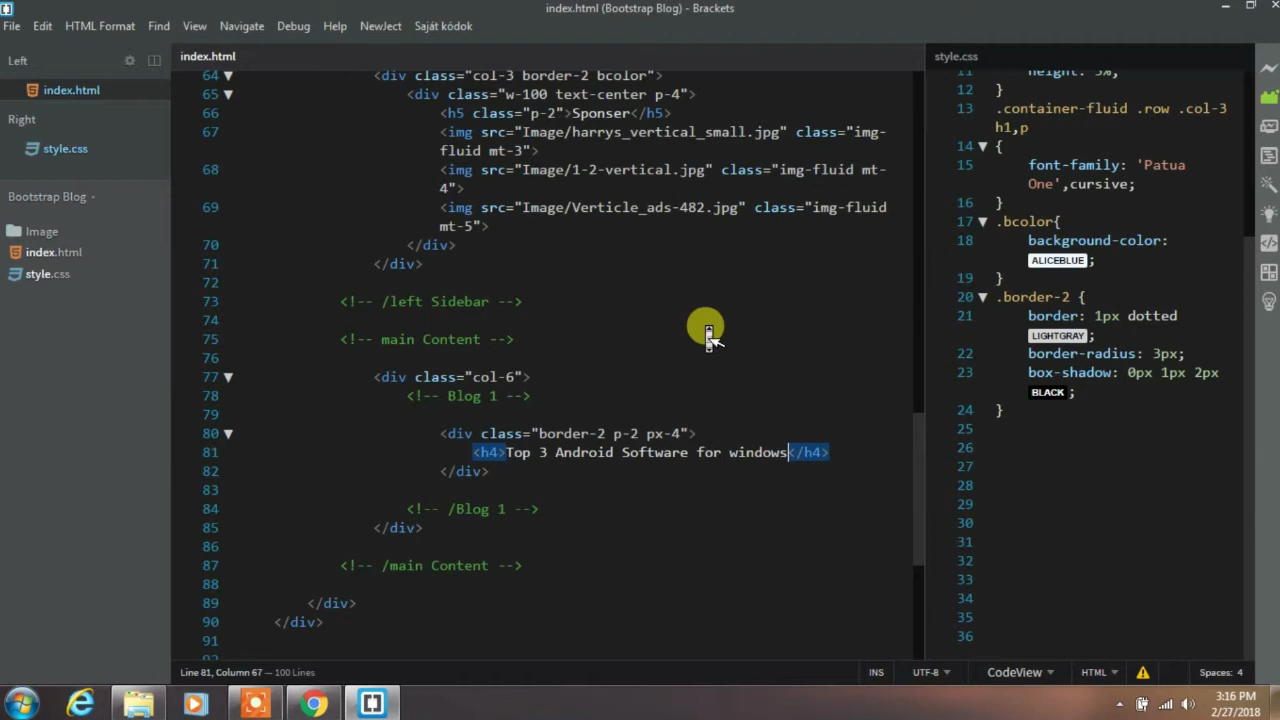 index.html (Bootstrap Blog) - Brackets
File Edit HTML Format Find View Navigate Debug Help NewJect Saját kódok
Left
index.html
Right
style.css
Bootstrap Blog
Image
index.html
style.css
index.html
64 <div class="col-3 border-2 bcolor">
65 <div class="w-100 text-center p-4">
66 <h5 class="p-2">Sponser</h5>
67 <img src="Image/harrys_vertical_small.jpg" class="img-
fluid mt-3">
68 <img src="Image/1-2-vertical.jpg" class="img-fluid mt-
4">
69 <img src="Image/Verticle_ads-482.jpg" class="img-fluid
mt-5">
70 </div>
71 </div>
72
73 <!-- /left Sidebar -->
74
75 <!-- main Content -->
76
77 <div class="col-6">
78 <!-- Blog 1 -->
79
80 <div class="border-2 p-2 px-4">
81 <h4>Top 3 Android Software for windows</h4>
82 </div>
83
84 <!-- /Blog 1 -->
85 </div>
86
87 <!-- /main Content -->
88
89 </div>
90 </div>
91
92
style.css
11 height: 5%;
12 }
13 .container-fluid .row .col-3
h1,p
14 {
15 font-family: 'Patua
One',cursive;
16 }
17 .bcolor{
18 background-color:
ALICEBLUE ;
19 }
20 .border-2 {
21 border: 1px dotted
LIGHTGRAY ;
22 border-radius: 3px;
23 box-shadow: 0px 1px 2px
BLACK ;
24 }
25
26
27
28
29
30
31
32
33
34
35
36
Line 81, Column 67 — 100 Lines
INS UTF-8 CodeView HTML Spaces: 4
3:16 PM
2/27/2018